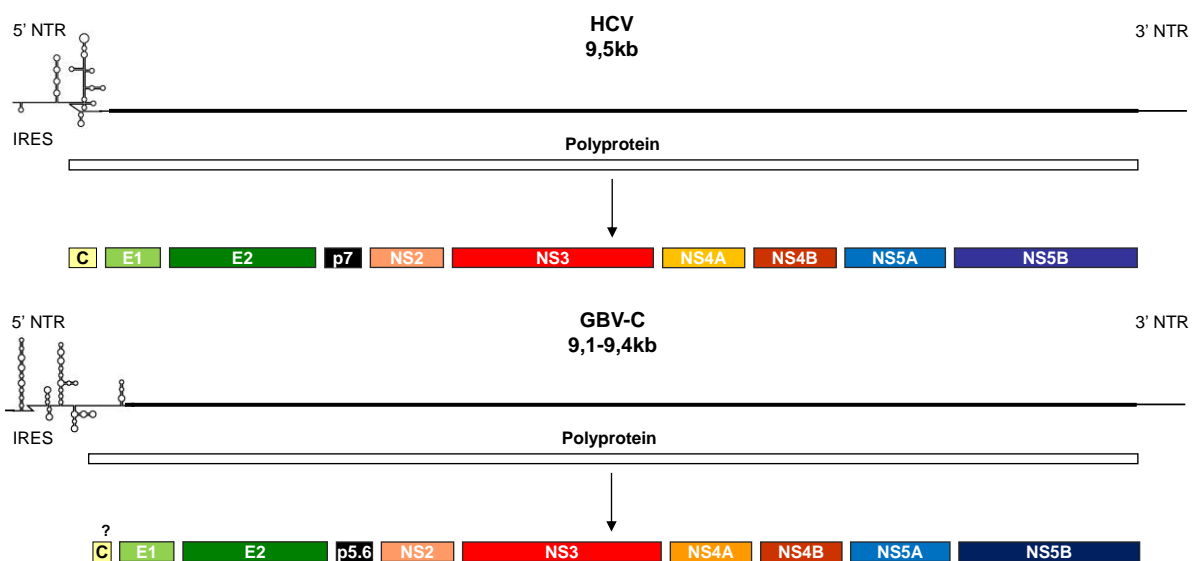 HCV
5' NTR
9,5kb
3' NTR
IRES
Polyprotein
C E1 E2 p7 NS2 NS3 NS4A NS4B NS5A NS5B
GBV-C
5' NTR
9,1-9,4kb
3' NTR
IRES
Polyprotein
?
C E1 E2 p5.6 NS2 NS3 NS4A NS4B NS5A NS5B